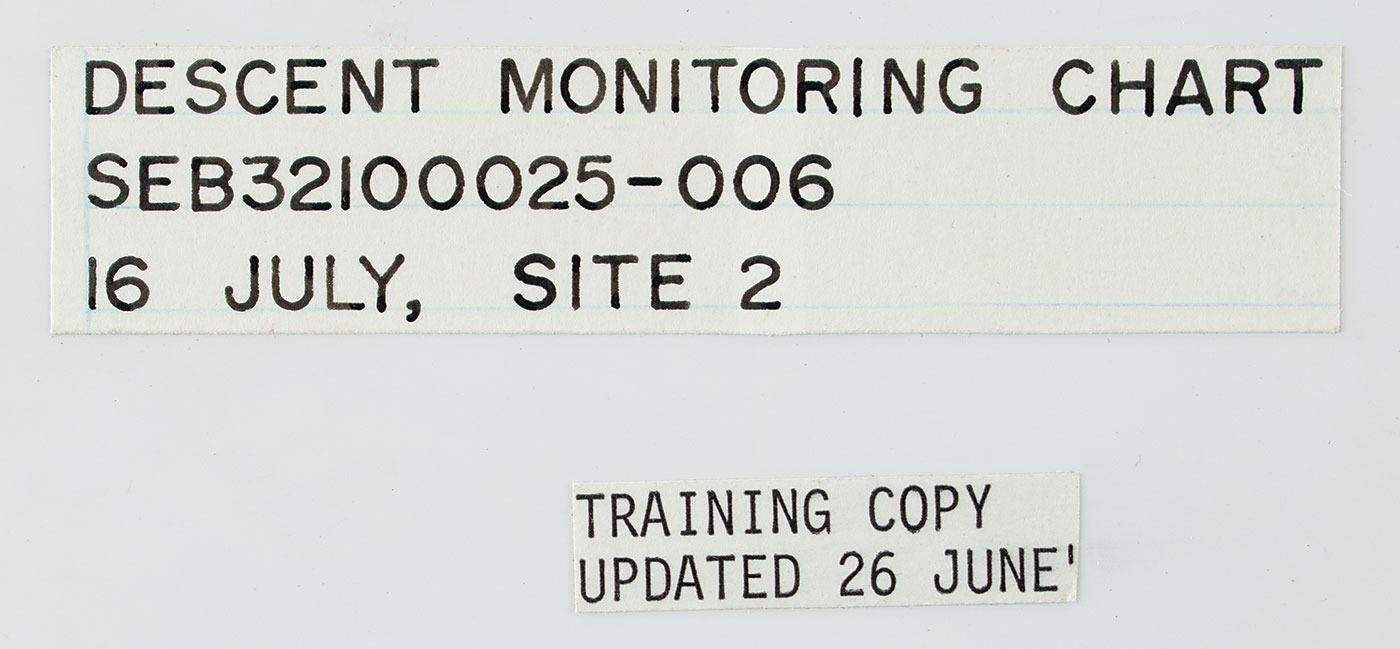 DESCENT MONITORING CHART
SEB32100025-006
16 JULY, SITE 2
TRAINING COPY
UPDATED 26 JUNE'